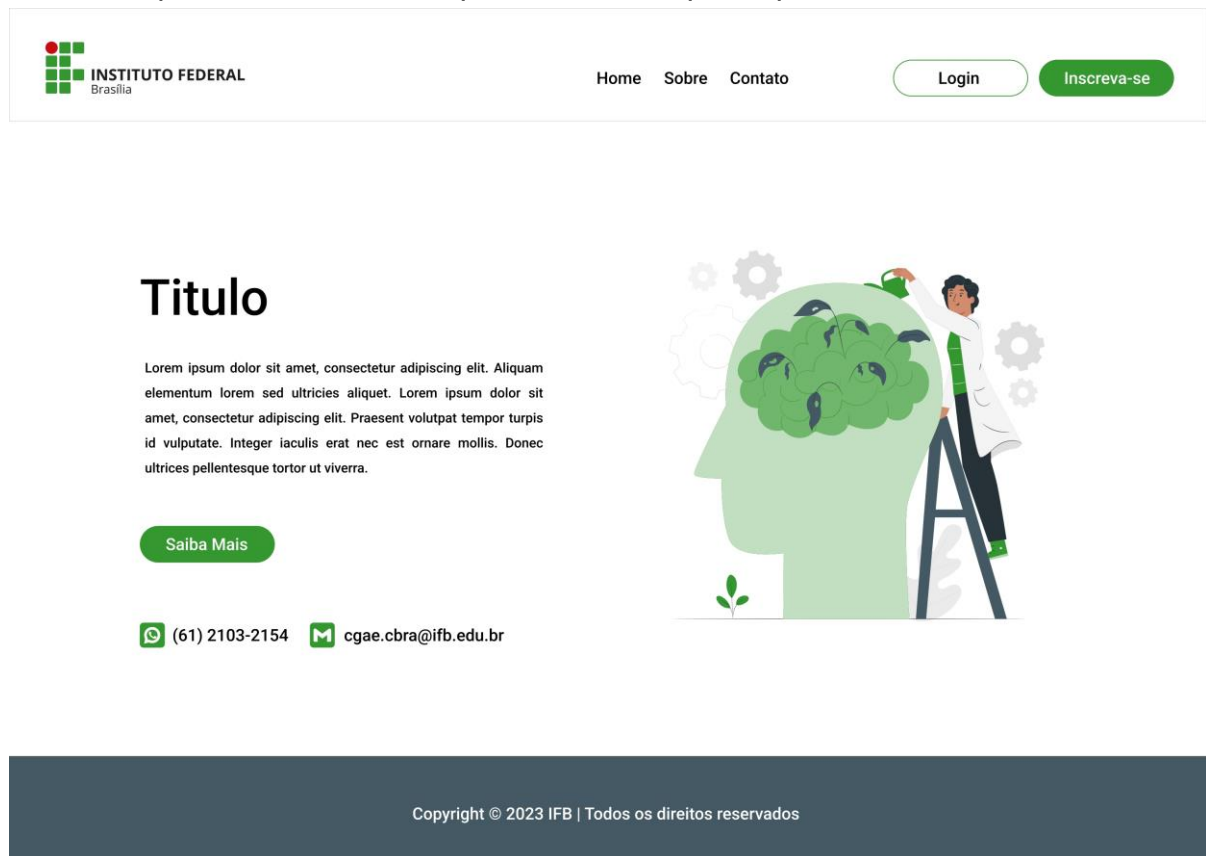 INSTITUTO FEDERAL
Brasília
Home Sobre Contato Login Inscreva-se
Titulo
Lorem ipsum dolor sit amet, consectetur adipiscing elit. Aliquam
elementum lorem sed ultricies aliquet. Lorem ipsum dolor sit
amet, consectetur adipiscing elit. Praesent volutpat tempor turpis
id vulputate. Integer iaculis erat nec est ornare mollis. Donec
ultrices pellentesque tortor ut viverra.
Saiba Mais
(61) 2103-2154 cgae.cbra@ifb.edu.br
Copyright © 2023 IFB | Todos os direitos reservados